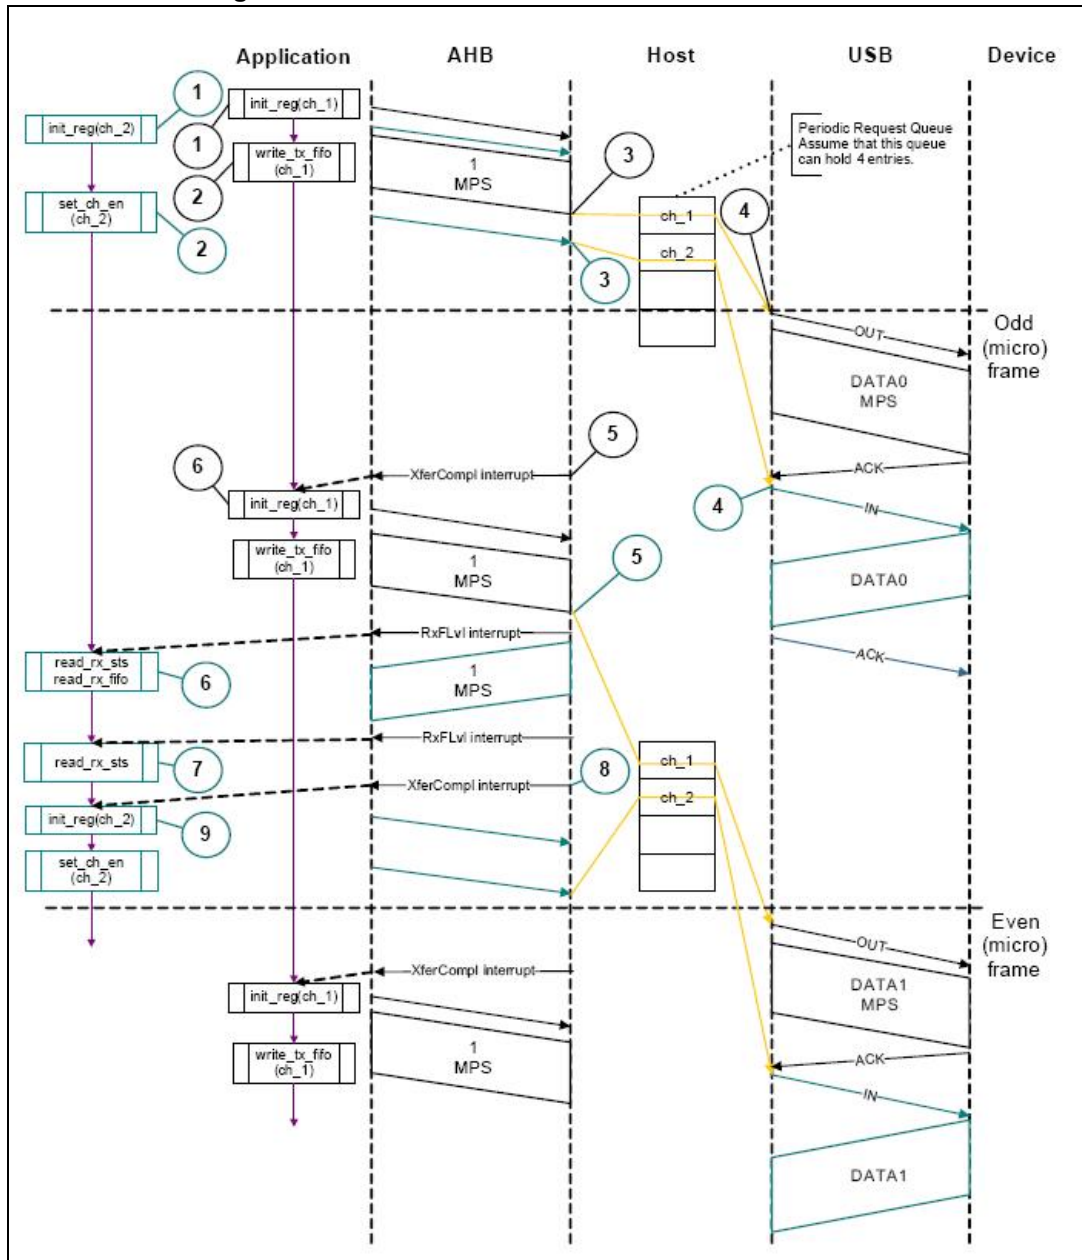 Application
AHB
Host
USB
Device
1
init_reg(ch_1)
init_reg(ch_2)
1
write_tx_fifo
(ch_1)
2
set_ch_en
(ch_2)
2
1
MPS
3
3
Periodic Request Queue
Assume that this queue
can hold 4 entries.
ch_1
ch_2
4
OUT
Odd
(micro)
frame
DATA0
MPS
ACK
5
XferCompl interrupt
6
init_reg(ch_1)
write_tx_fifo
(ch_1)
1
MPS
4
IN
DATA0
ACK
5
RxFLvl interrupt
read_rx_sts
read_rx_fifo
6
1
MPS
RxFLvl interrupt
read_rx_sts
7
XferCompl interrupt
8
init_reg(ch_2)
9
set_ch_en
(ch_2)
ch_1
ch_2
Even
(micro)
frame
OUT
DATA1
MPS
ACK
XferCompl interrupt
init_reg(ch_1)
write_tx_fifo
(ch_1)
1
MPS
IN
DATA1